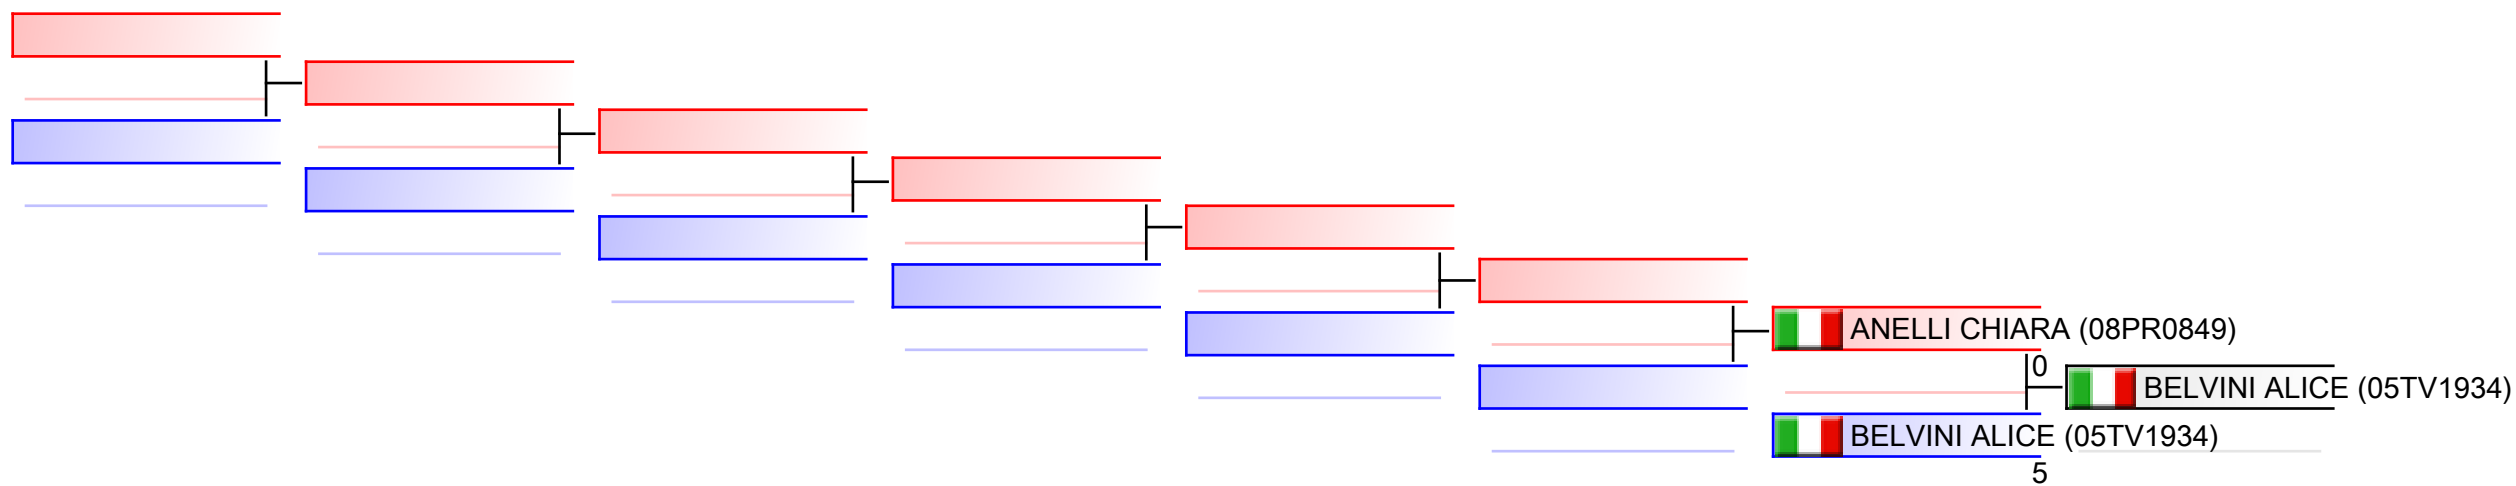 ANELLI CHIARA (08PR0849)
0
BELVINI ALICE (05TV1934)
BELVINI ALICE (05TV1934)
5